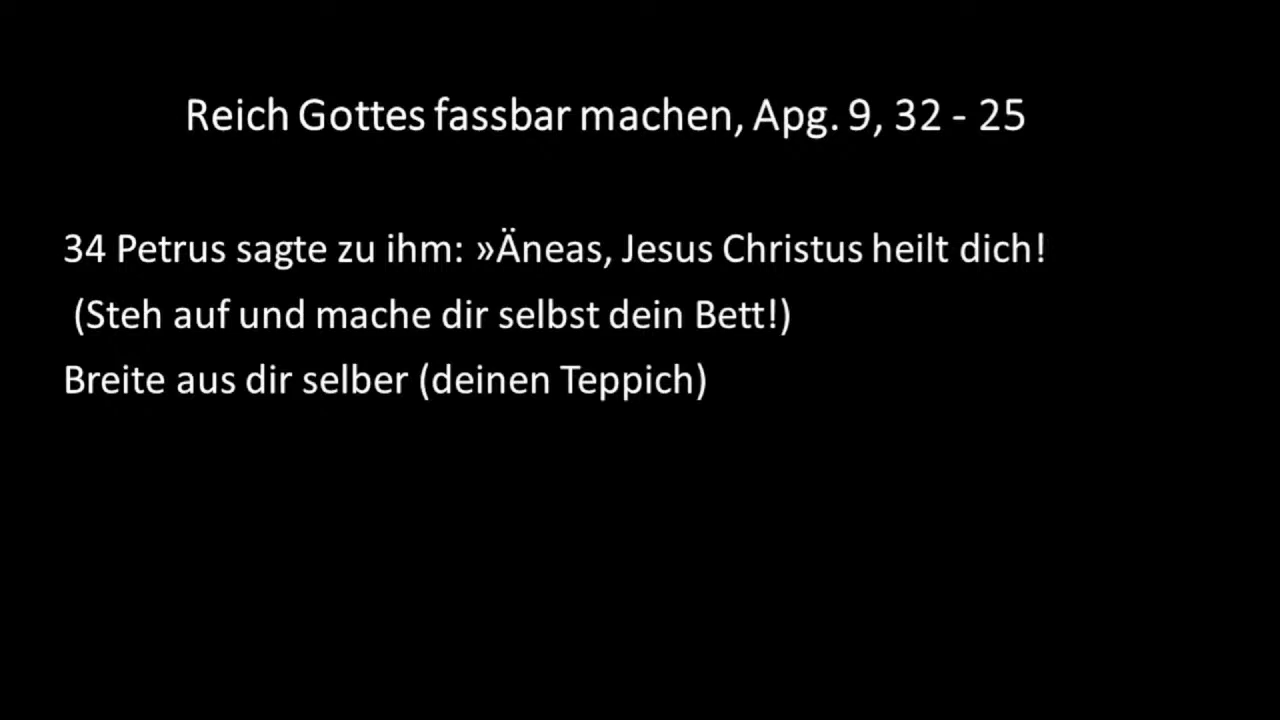 Reich Gottes fassbar machen, Apg. 9, 32 - 25
34 Petrus sagte zu ihm: »Äneas, Jesus Christus heilt dich!
(Steh auf und mache dir selbst dein Bett!)
Breite aus dir selber (deinen Teppich)